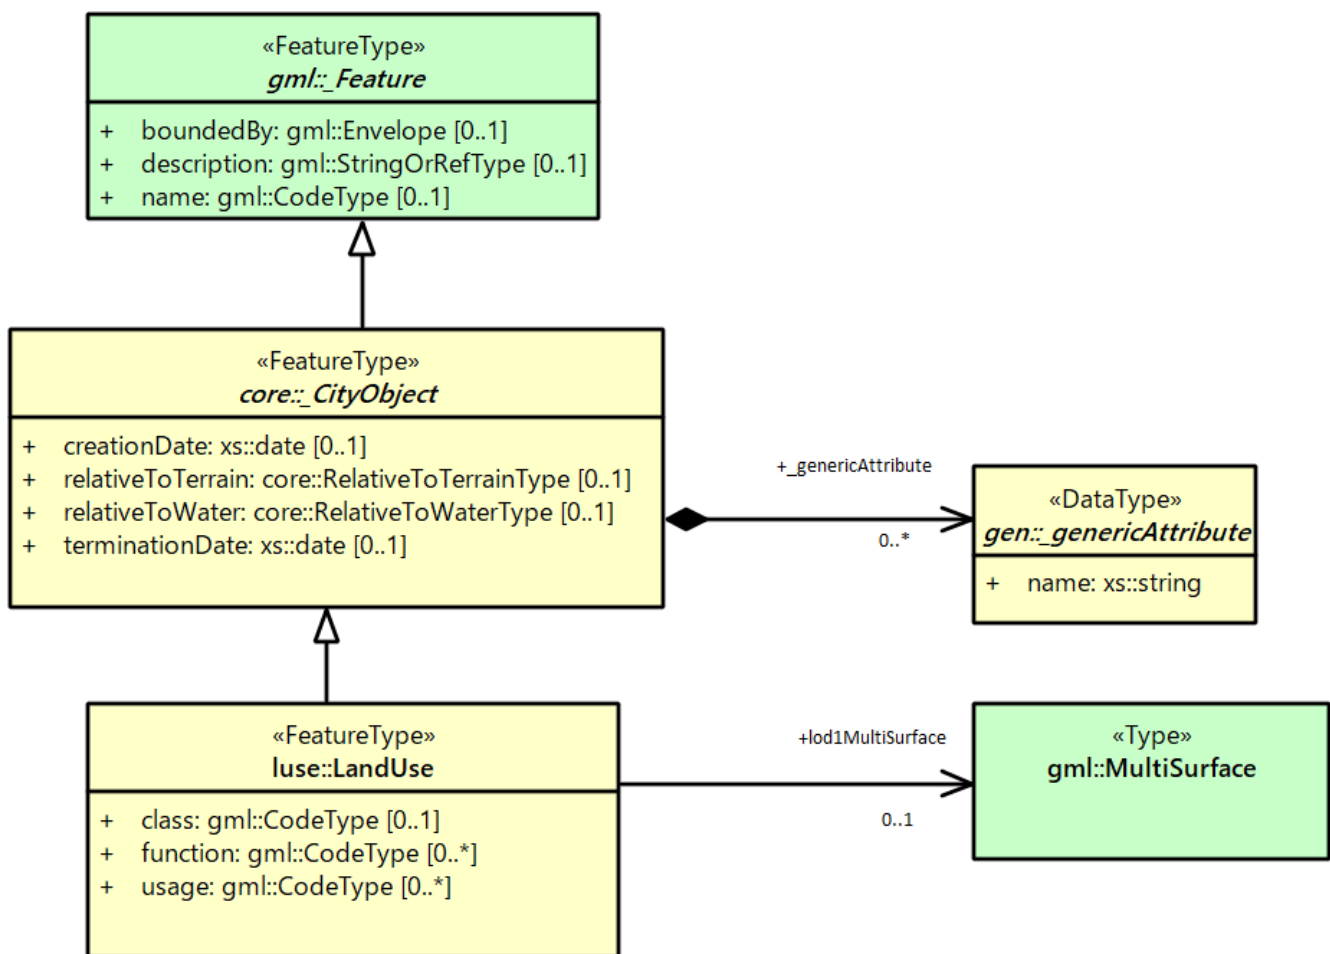 «FeatureType»
gml::_Feature
+ boundedBy: gml::Envelope [0..1]
+ description: gml::StringOrRefType [0..1]
+ name: gml::CodeType [0..1]
«FeatureType»
core::_CityObject
+ creationDate: xs::date [0..1]
+ relativeToTerrain: core::RelativeToTerrainType [0..1]
+ relativeToWater: core::RelativeToWaterType [0..1]
+ terminationDate: xs::date [0..1]
+_genericAttribute
0..*
«DataType»
gen::_genericAttribute
+ name: xs::string
«FeatureType»
luse::LandUse
+ class: gml::CodeType [0..1]
+ function: gml::CodeType [0..*]
+ usage: gml::CodeType [0..*]
+lod1MultiSurface
0..1
«Type»
gml::MultiSurface